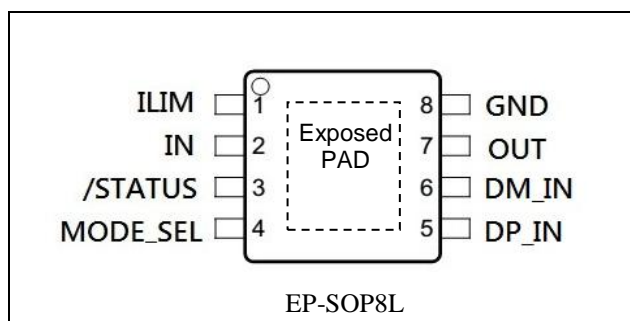 ILIM 1 8 GND
IN 2 Exposed 7 OUT
PAD
/STATUS 3 6 DM_IN
MODE_SEL 4 5 DP_IN
EP-SOP8L